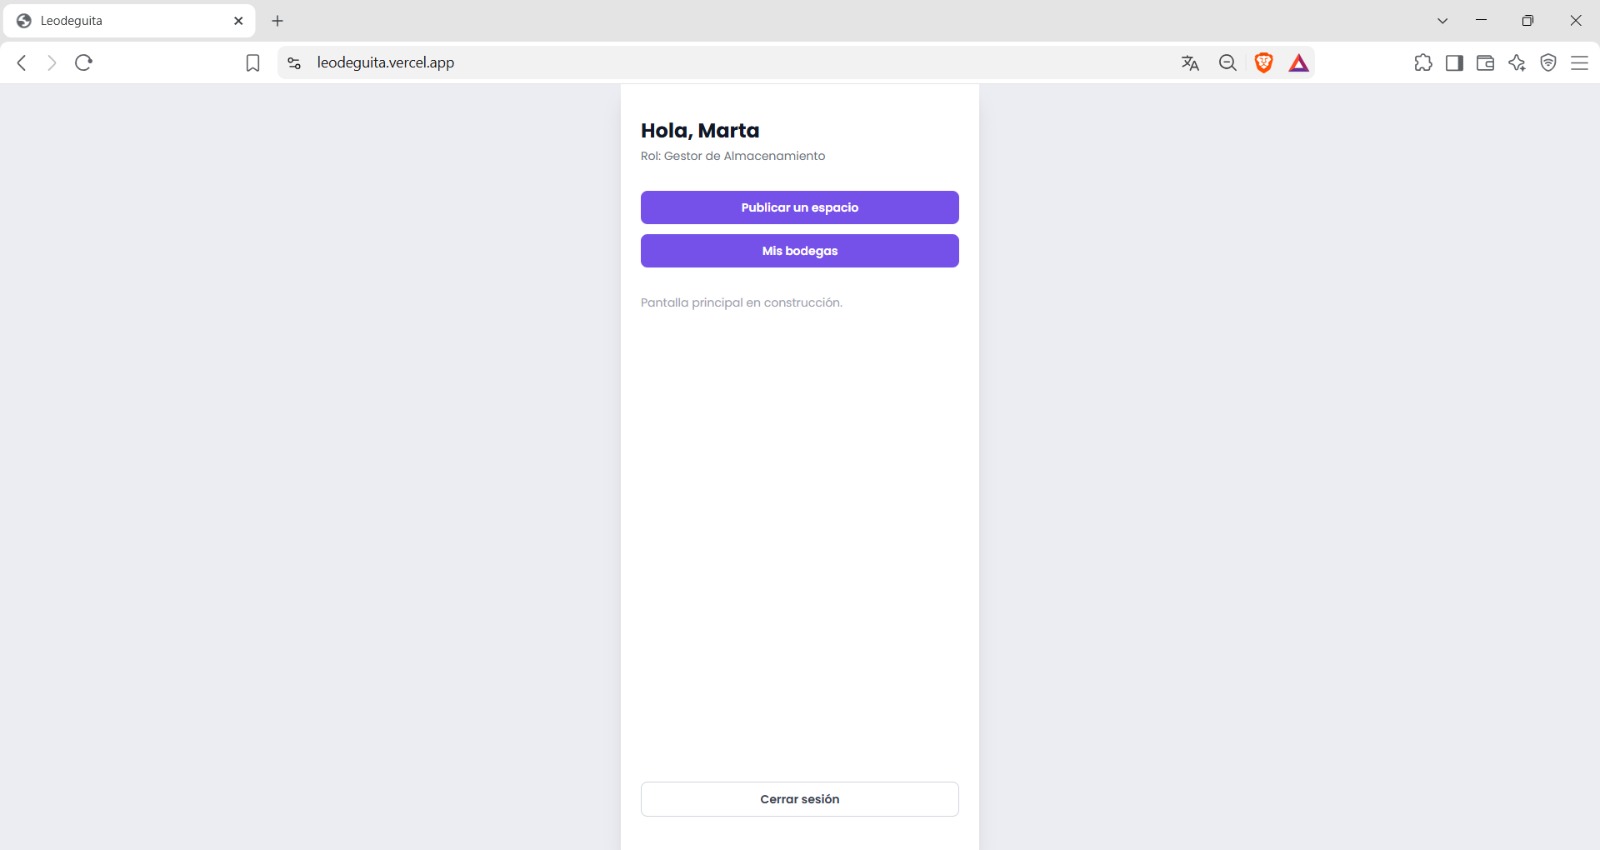 Leodeguita
leodeguita.vercel.app
Hola, Marta
Rol: Gestor de Almacenamiento
Publicar un espacio
Mis bodegas
Pantalla principal en construcción.
Cerrar sesión